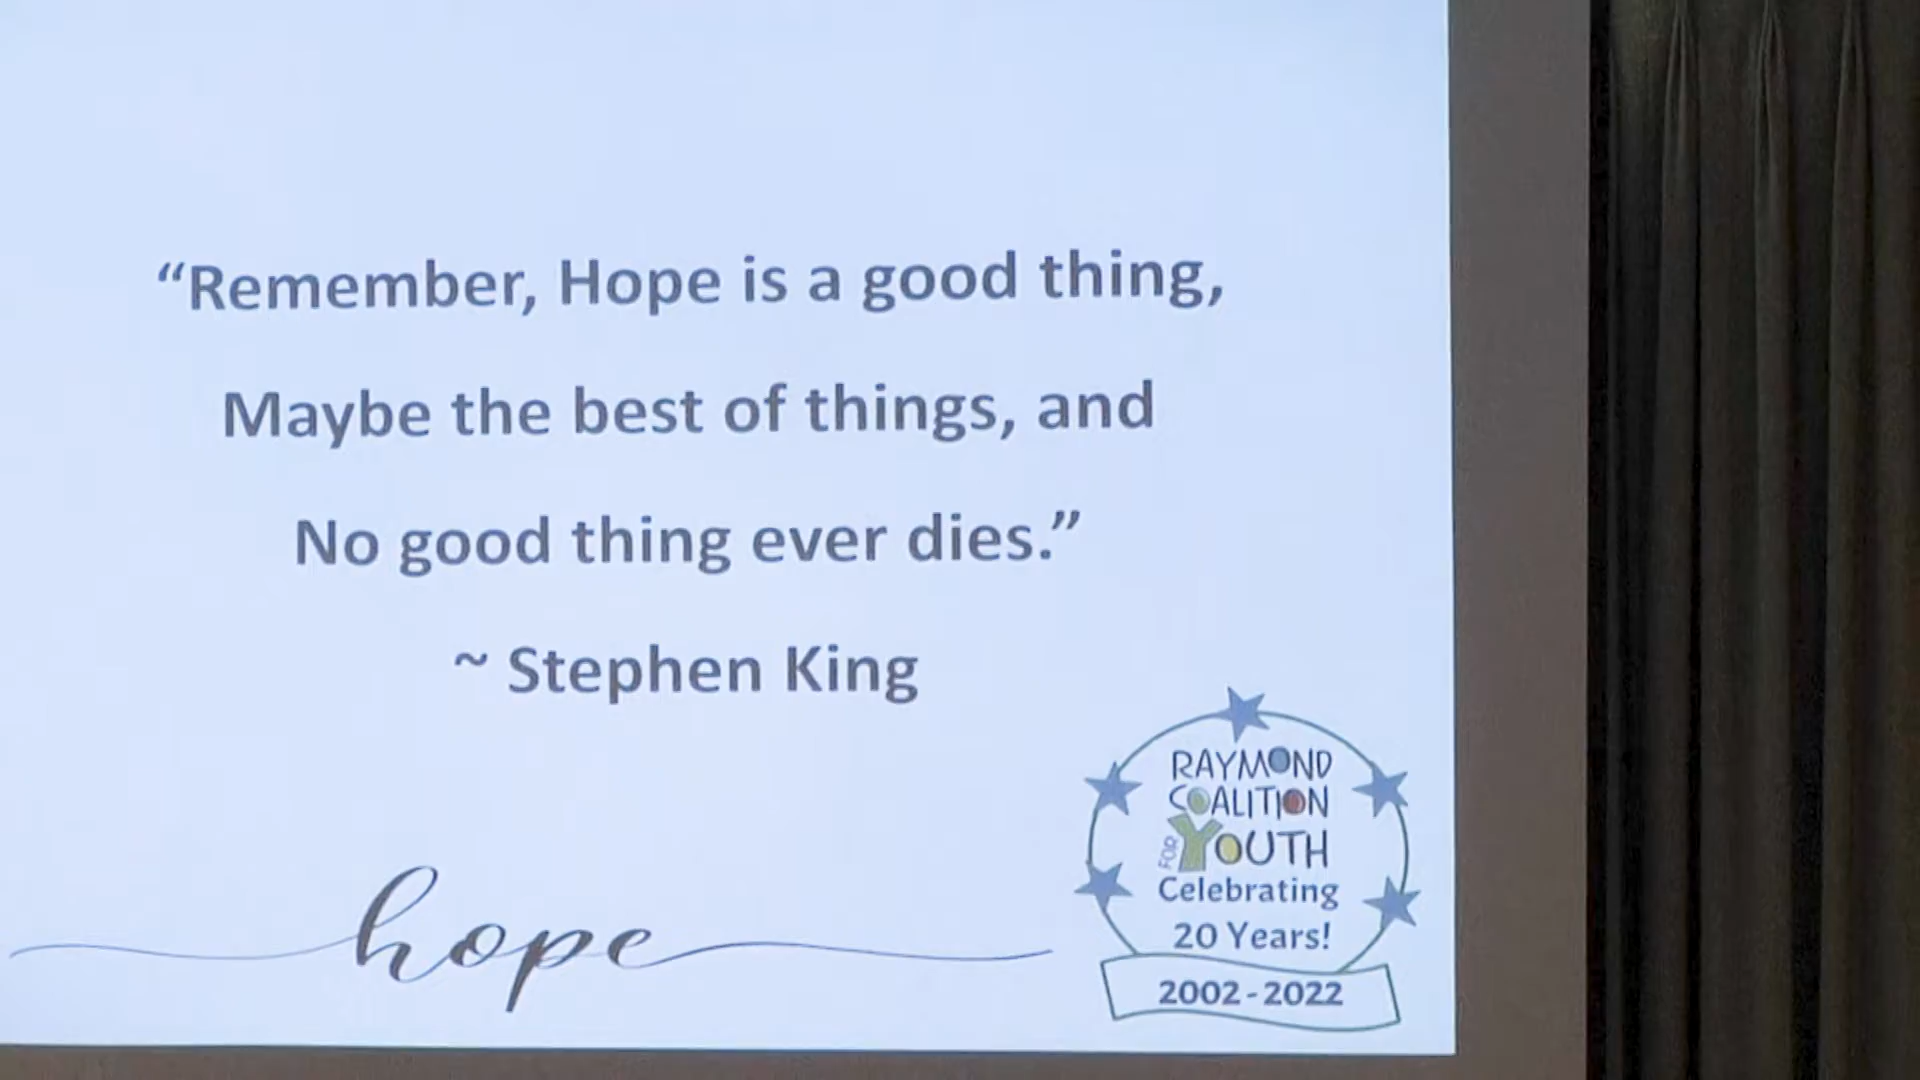 “Remember, Hope is a good thing,
Maybe the best of things, and
No good thing ever dies.”
~ Stephen King
hope
RAYMOND
COALITION
FOR YOUTH
Celebrating
20 Years!
2002-2022